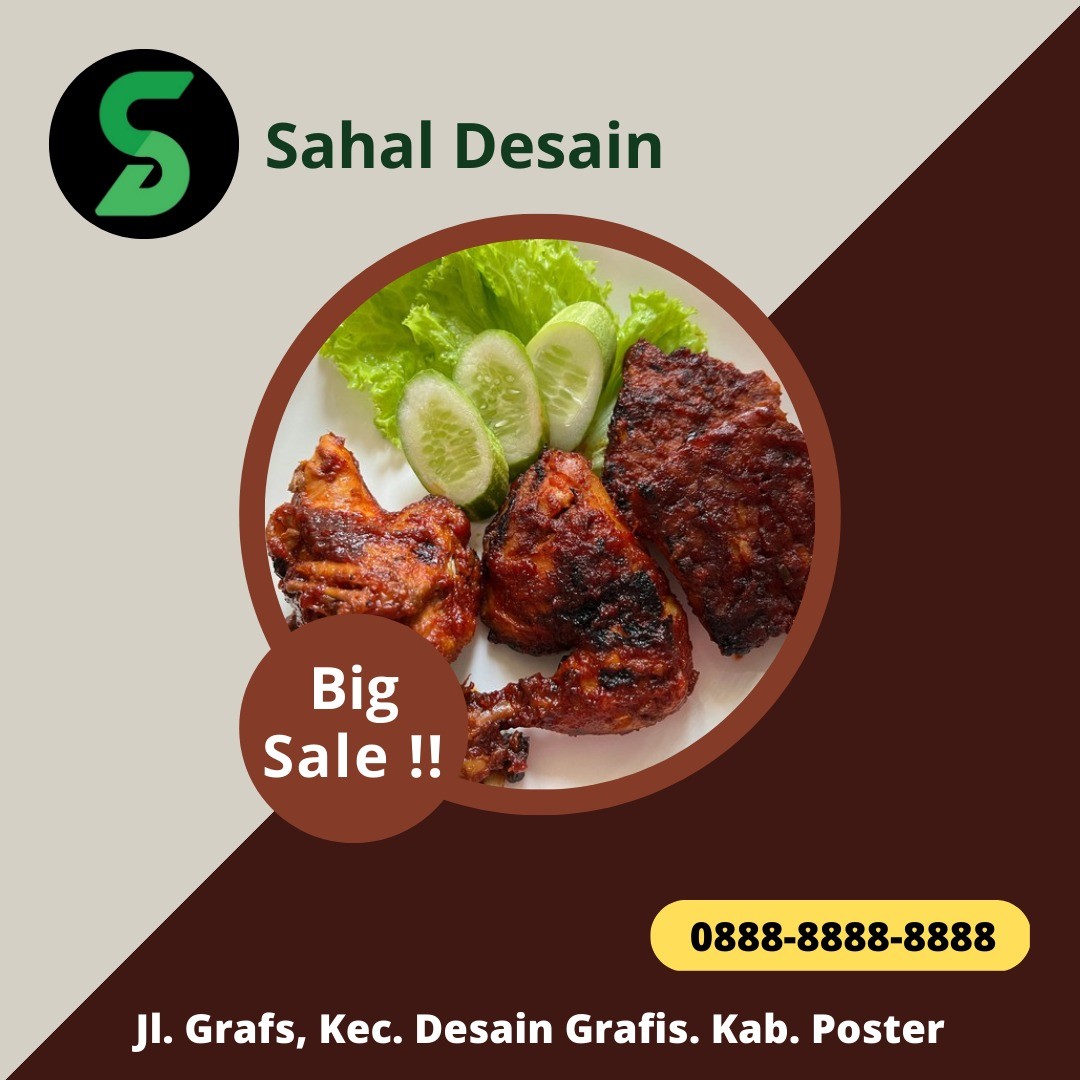 Sahal Desain
Big
Sale !!
0888-8888-8888
Jl. Grafs, Kec. Desain Grafis. Kab. Poster